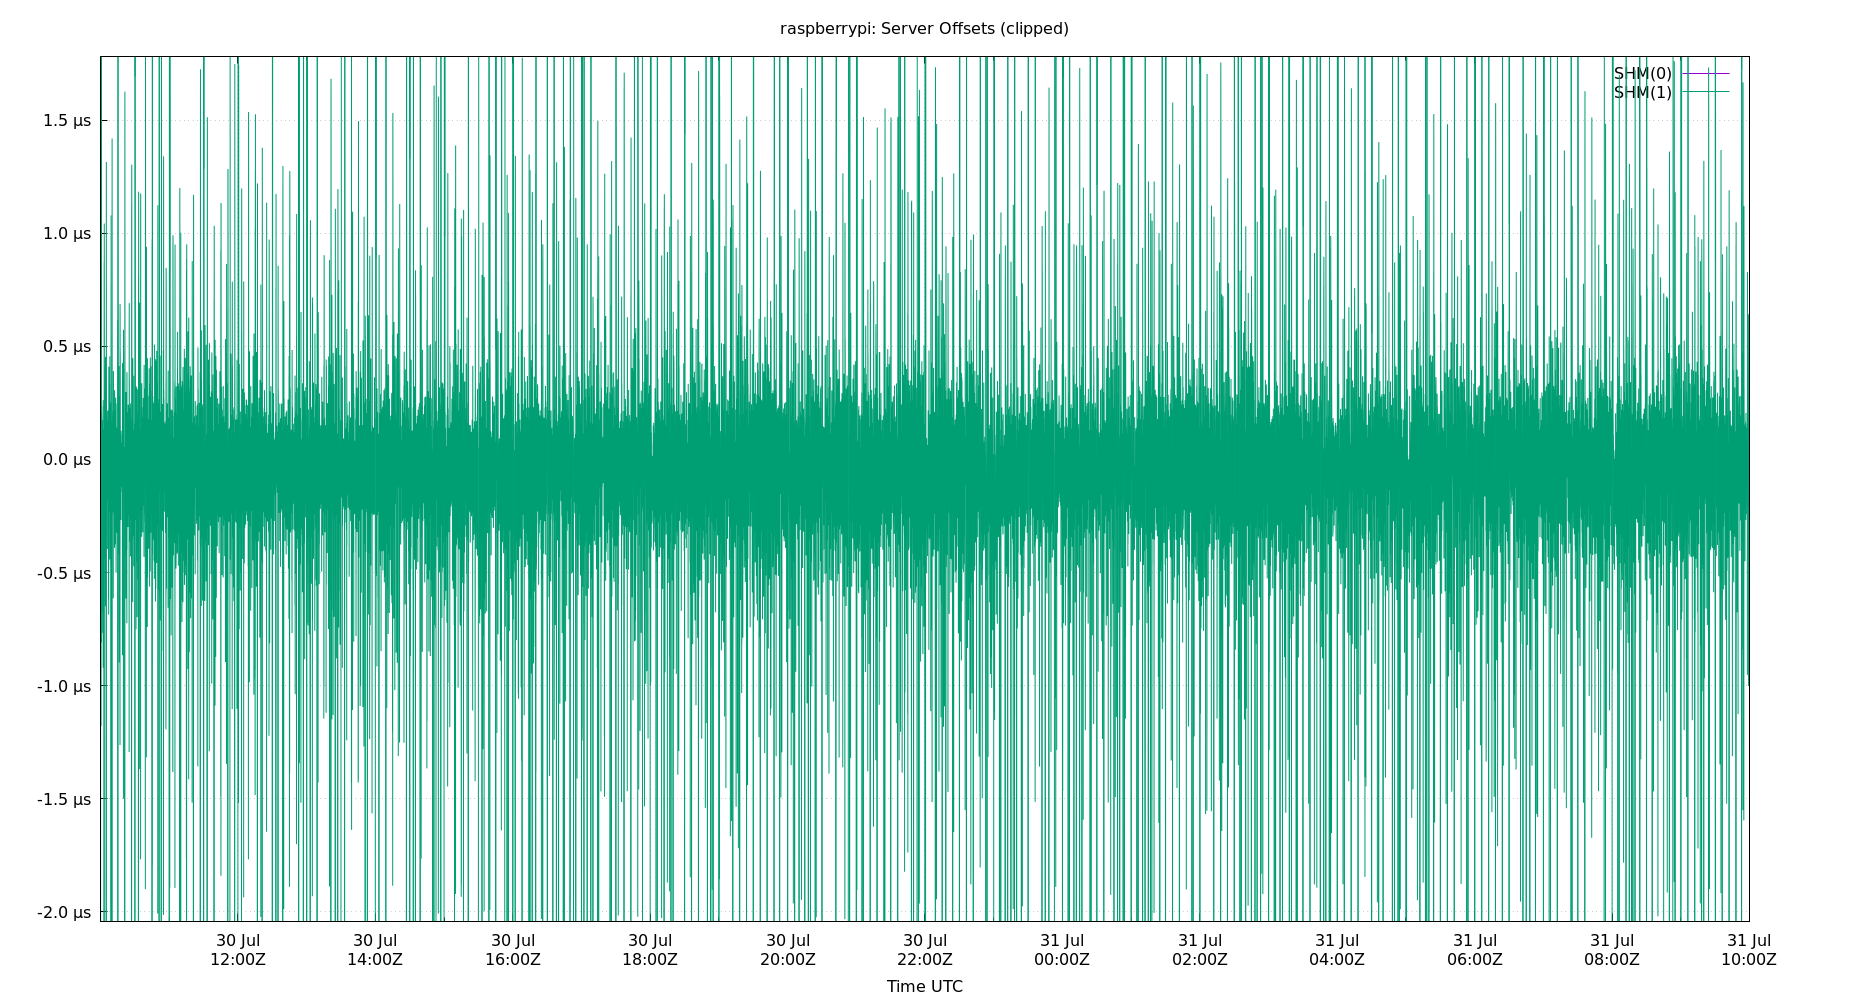 raspberrypi: Server Offsets (clipped)
SHM(0)
SHM(1)
1.5 µs
1.0 µs
0.5 µs
0.0 µs
-0.5 µs
-1.0 µs
-1.5 µs
-2.0 µs
30 Jul 30 Jul 30 Jul 30 Jul 30 Jul 30 Jul 31 Jul 31 Jul 31 Jul 31 Jul 31 Jul 31 Jul
12:00Z 14:00Z 16:00Z 18:00Z 20:00Z 22:00Z 00:00Z 02:00Z 04:00Z 06:00Z 08:00Z 10:00Z
Time UTC